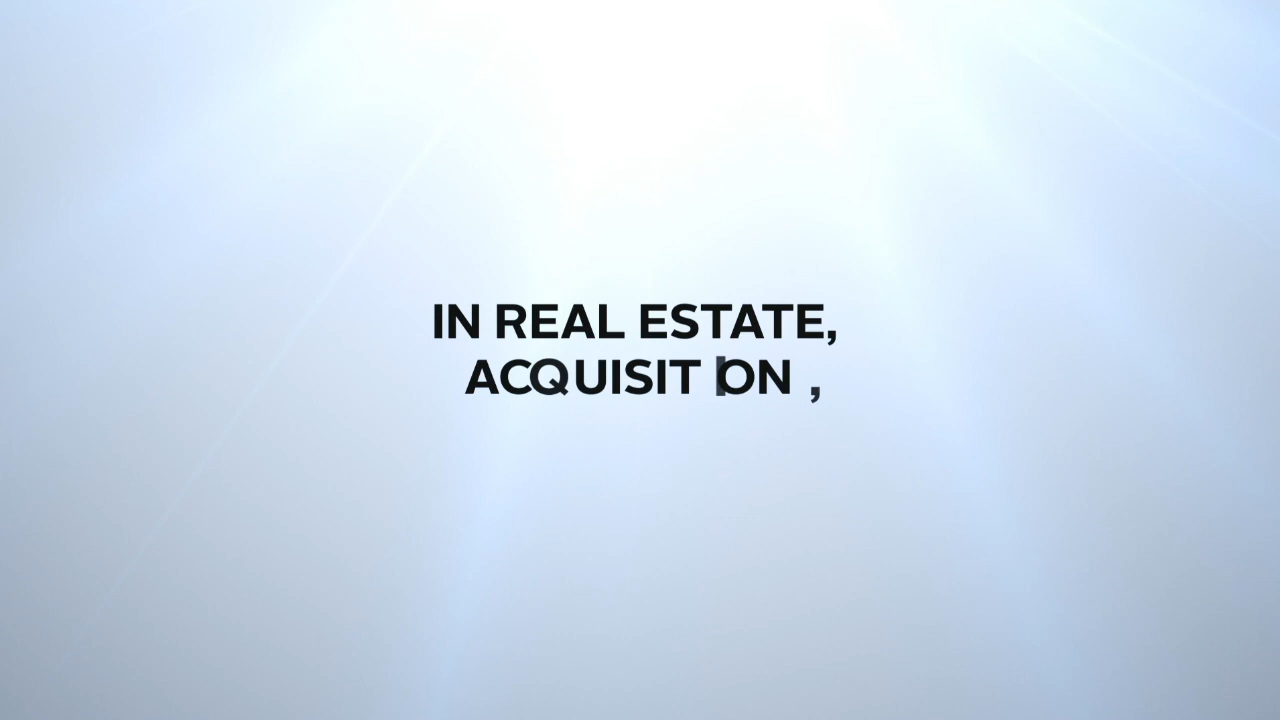 IN REAL ESTATE,
ACQUISITION ,